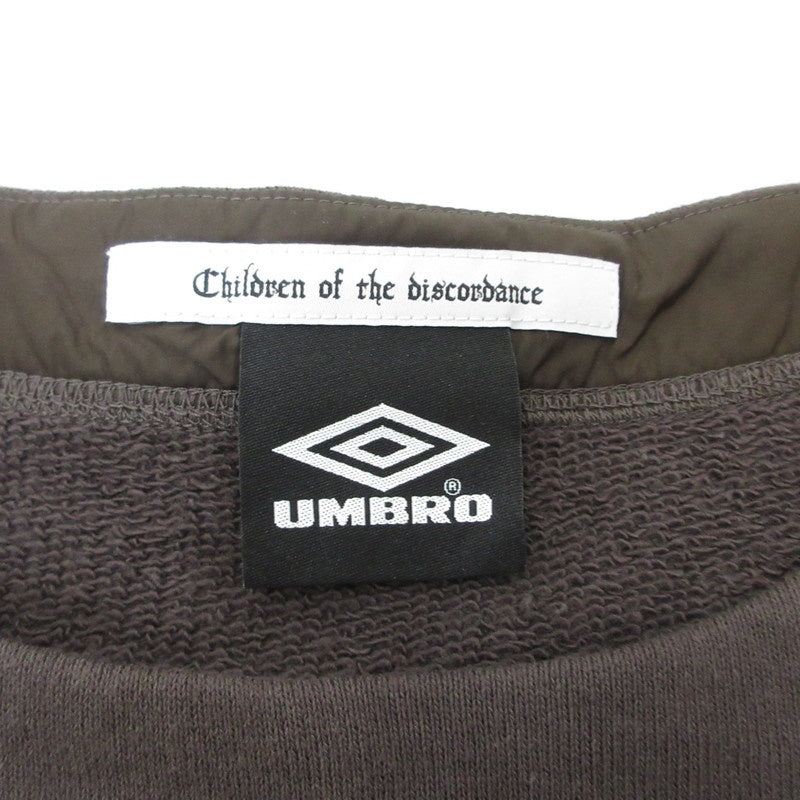 Children of the discordance
UMBRO®